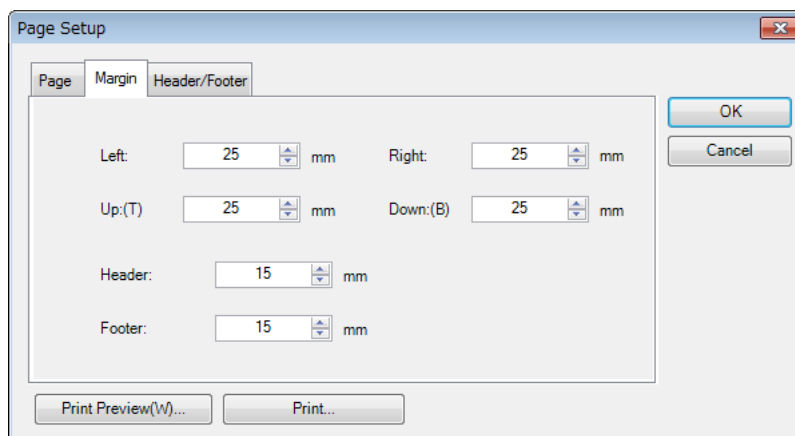 Page Setup
Page Margin Header/Footer
OK
Cancel
Left: 25 mm Right: 25 mm
Up:(T) 25 mm Down:(B) 25 mm
Header: 15 mm
Footer: 15 mm
Print Preview(W)... Print...